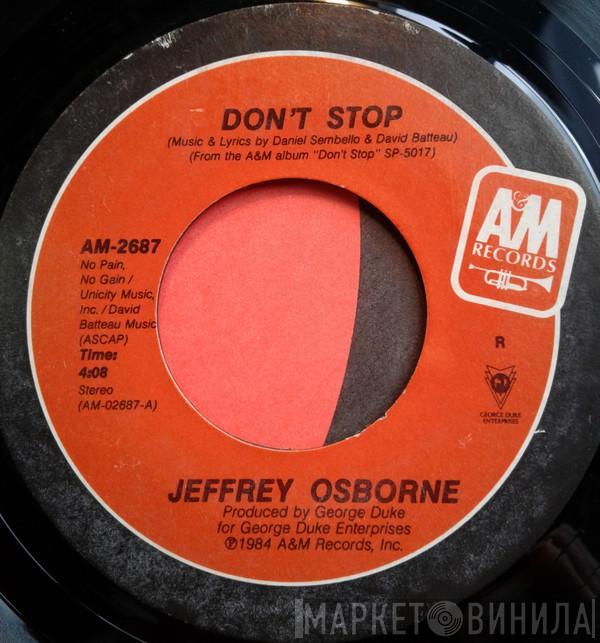 DON'T STOP
(Music & Lyrics by Daniel Sembello & David Batteau)
(From the A&M album "Don't Stop" SP-5017)
A&M
RECORDS
AM-2687
No Pain,
No Gain /
Unicity Music,
Inc. / David
Batteau Music
(ASCAP)
Time:
4:08
Stereo
(AM-02687-A)
R
GEORGE DUKE
ENTERPRISES
JEFFREY OSBORNE
Produced by George Duke
for George Duke Enterprises
℗1984 A&M Records, Inc.
МАРКЕТ ВИНИЛА